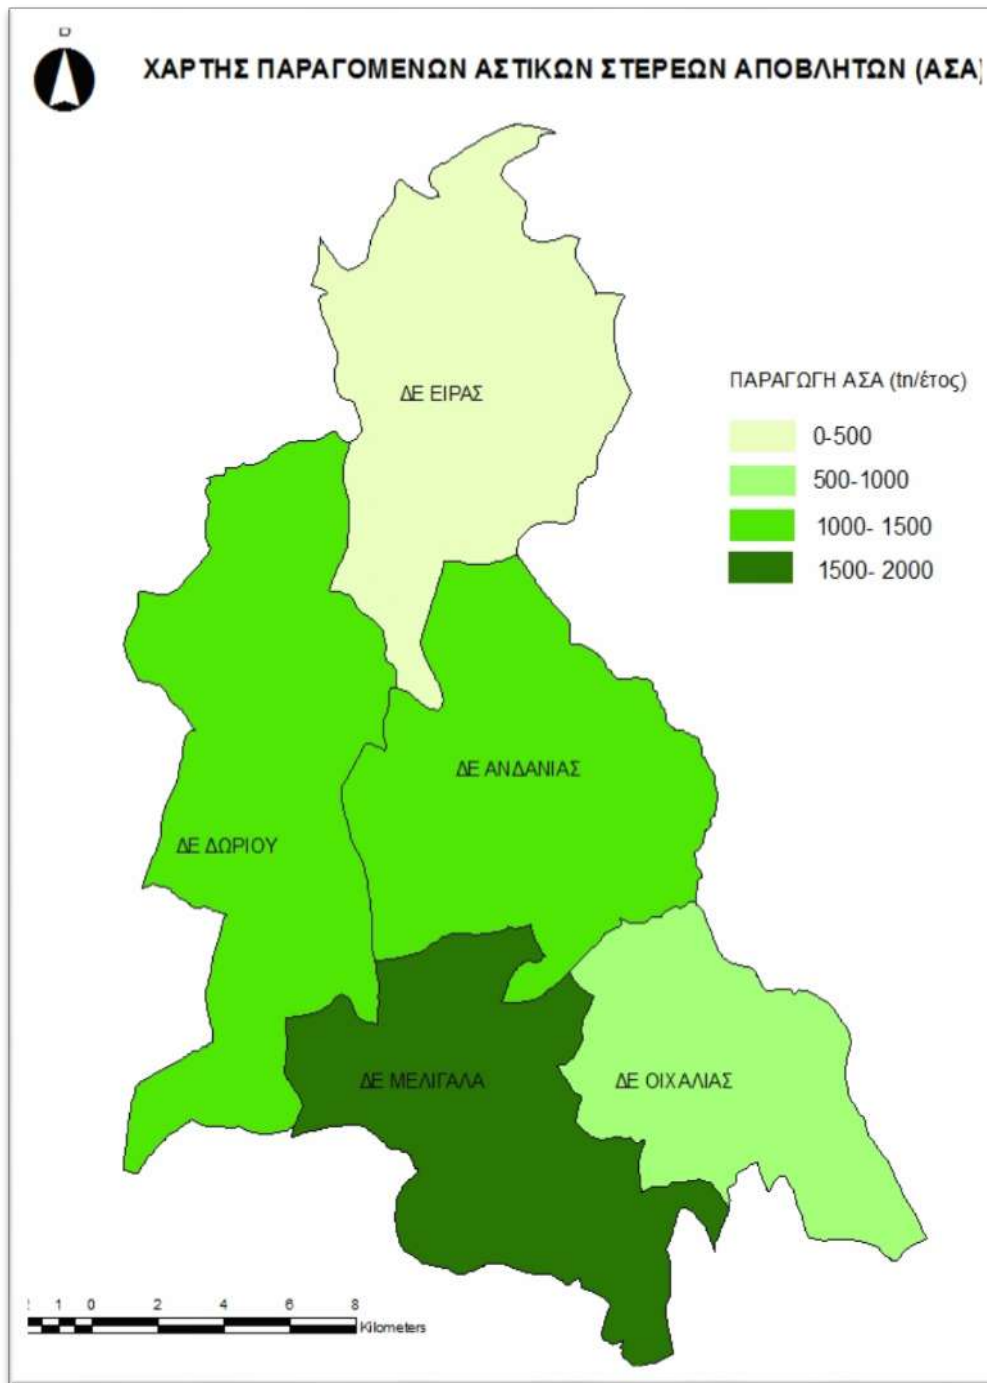 ΧΑΡΤΗΣ ΠΑΡΑΓΟΜΕΝΩΝ ΑΣΤΙΚΩΝ ΣΤΕΡΕΩΝ ΑΠΟΒΛΗΤΩΝ (ΑΣΑ)
ΔΕ ΕΙΡΑΣ
ΠΑΡΑΓΩΓΗ ΑΣΑ (tn/έτος)
0-500
500-1000
1000- 1500
1500- 2000
ΔΕ ΑΝΔΑΝΙΑΣ
ΔΕ ΔΩΡΙΟΥ
ΔΕ ΜΕΛΙΓΑΛΑ
ΔΕ ΟΙΧΑΛΙΑΣ
1 0 2 4 6 8
Kilometers